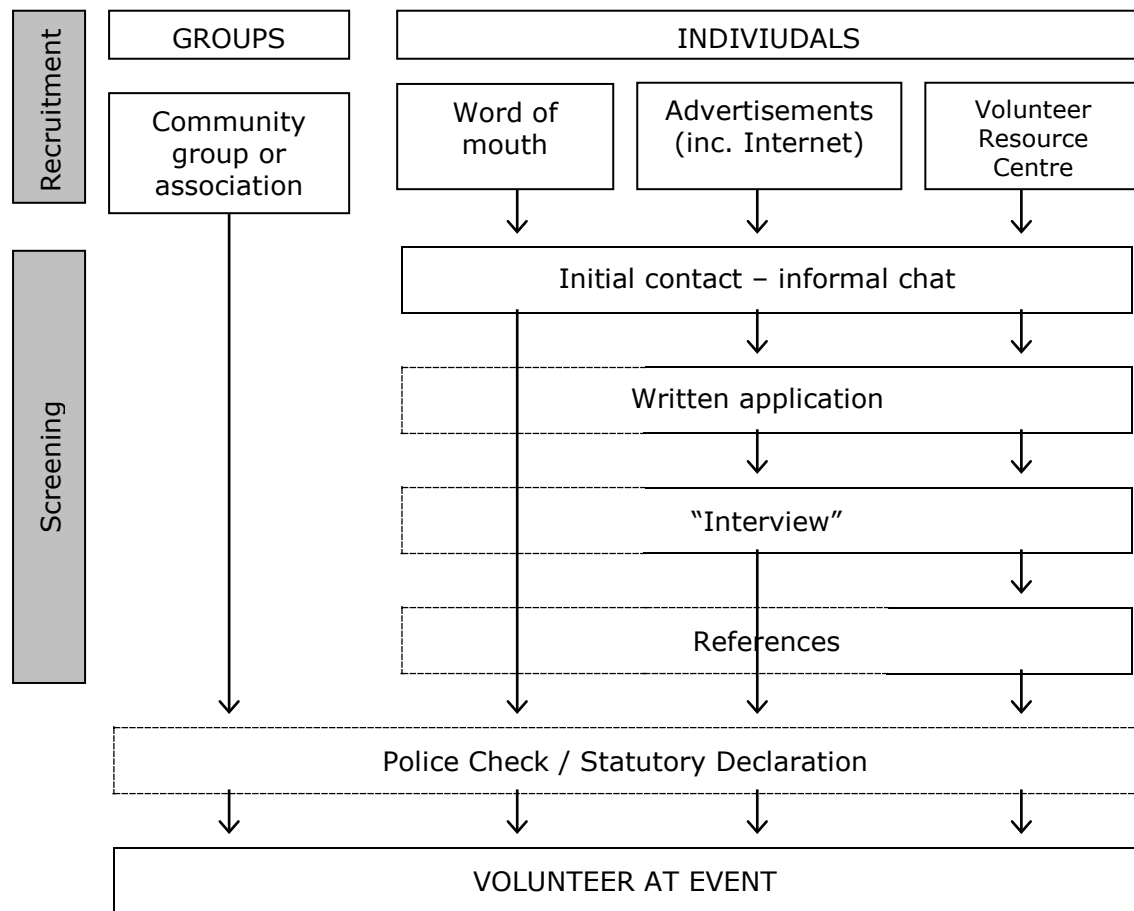 Recruitment
GROUPS
INDIVIUDALS
Community
group or
association
Word of
mouth
Advertisements
(inc. Internet)
Volunteer
Resource
Centre
Screening
Initial contact – informal chat
Written application
“Interview”
References
Police Check / Statutory Declaration
VOLUNTEER AT EVENT